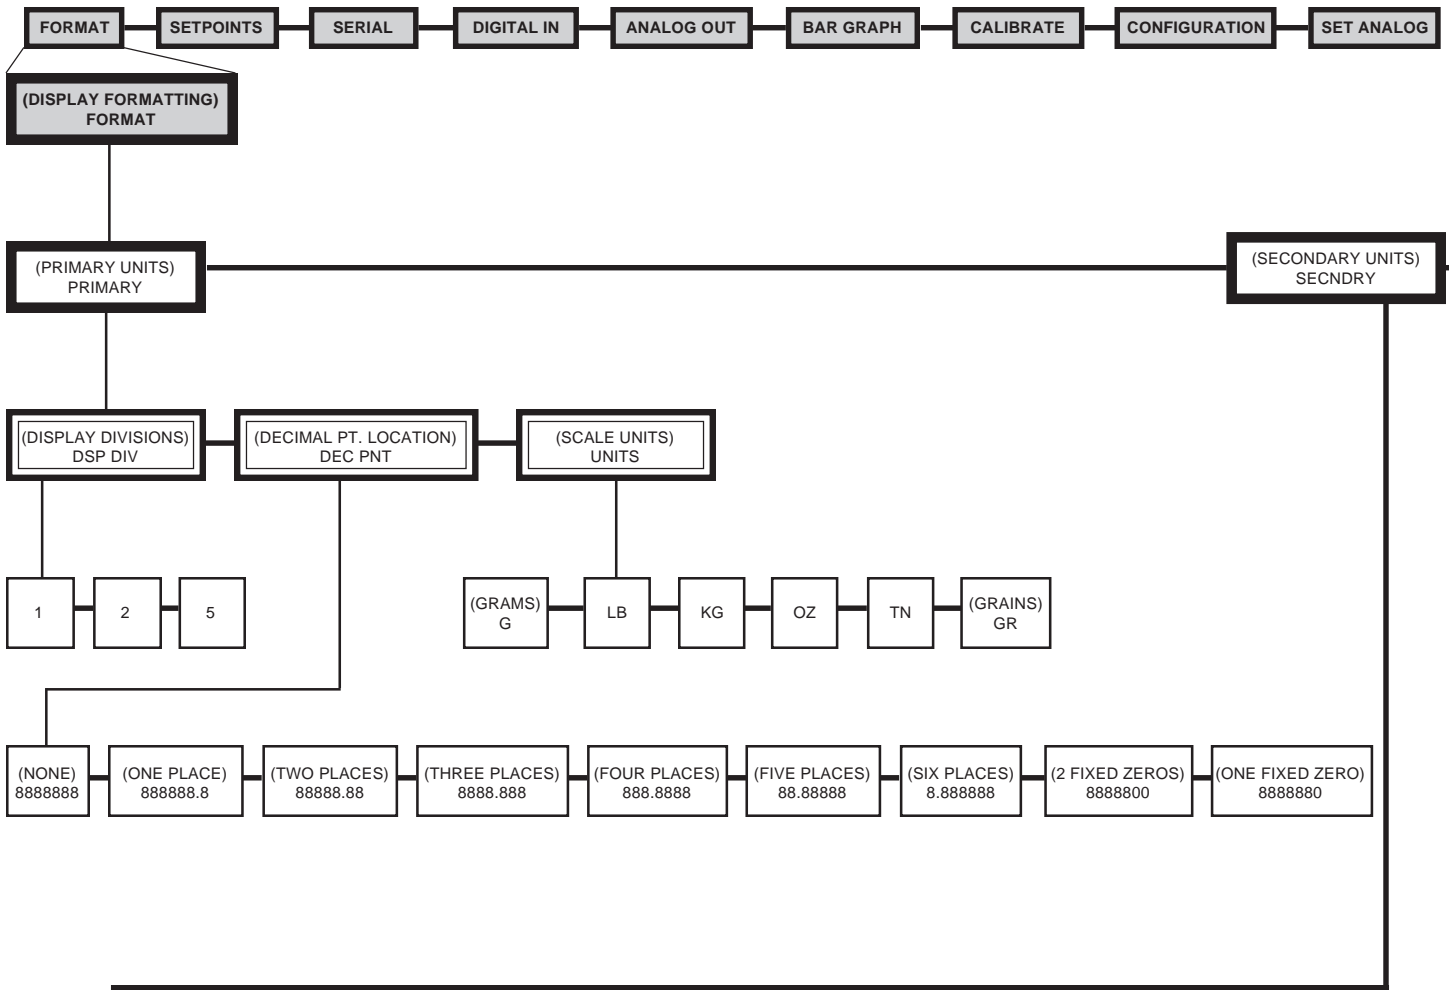 FORMAT
SETPOINTS
SERIAL
DIGITAL IN
ANALOG OUT
BAR GRAPH
CALIBRATE
CONFIGURATION
SET ANALOG
(DISPLAY FORMATTING)
FORMAT
(PRIMARY UNITS)
PRIMARY
(SECONDARY UNITS)
SECNDRY
(DISPLAY DIVISIONS)
DSP DIV
(DECIMAL PT. LOCATION)
DEC PNT
(SCALE UNITS)
UNITS
1
2
5
(GRAMS)
G
LB
KG
OZ
TN
(GRAINS)
GR
(NONE)
8888888
(ONE PLACE)
888888.8
(TWO PLACES)
88888.88
(THREE PLACES)
8888.888
(FOUR PLACES)
888.8888
(FIVE PLACES)
88.88888
(SIX PLACES)
8.888888
(2 FIXED ZEROS)
8888800
(ONE FIXED ZERO)
8888880